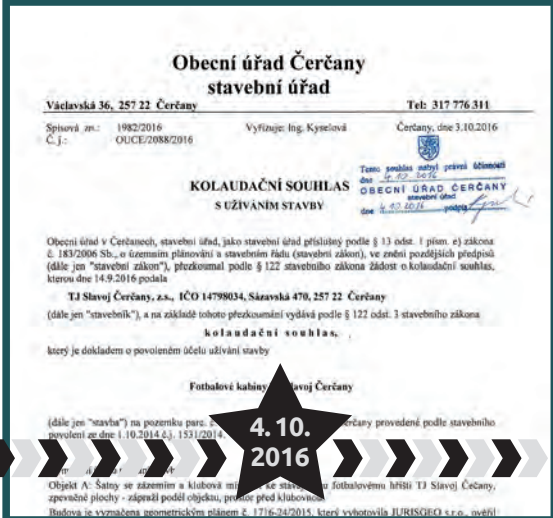 Obecní úřad Čerčany
stavební úřad
Václavská 36, 257 22 Čerčany Tel: 317 776 311
Spisová zn.: 1982/2016 Vyřizuje: Ing. Kyselová Čerčany, dne 3.10.2016
Č.j.: OUCE/2088/2016
Tento souhlas nabyl právní účinnosti
dne 4.10.2016
OBECNÍ ÚŘAD ČERČANY
stavební úřad
dne 4.10.2016 podpis
KOLAUDAČNÍ SOUHLAS
S UŽÍVÁNÍM STAVBY
Obecní úřad v Čerčanech, stavební úřad, jako stavební úřad příslušný podle § 13 odst. 1 písm. e) zákona
č. 183/2006 Sb., o územním plánování a stavebním řádu (stavební zákon), ve znění pozdějších předpisů
(dále jen "stavební zákon"), přezkoumal podle § 122 stavebního zákona žádost o kolaudační souhlas,
kterou dne 14.9.2016 podala
TJ Slavoj Čerčany, z.s., IČO 14798034, Sázavská 470, 257 22 Čerčany
(dále jen "stavebník"), a na základě tohoto přezkoumání vydává podle § 122 odst. 3 stavebního zákona
kolaudační souhlas,
který je dokladem o povoleném účelu užívání stavby
Fotbalové kabiny avoj Čerčany
(dále jen "stavba") na pozemku parc. erčany provedené podle stavebního
povolení ze dne 1.10.2014 č.j. 1531/2014.
4. 10.
2016
Objekt A: Šatny se zázemím a klubová mí ke stáv u fotbalovému hřišti TJ Slavoj Čečany,
zpevněné plochy - zápraží podél objektu, prostor před klubovnou
Budova je vyznačena geometrickým plánem č. 1716-24/2015, který vyhotovila JURISGEO s.r.o., ověřil